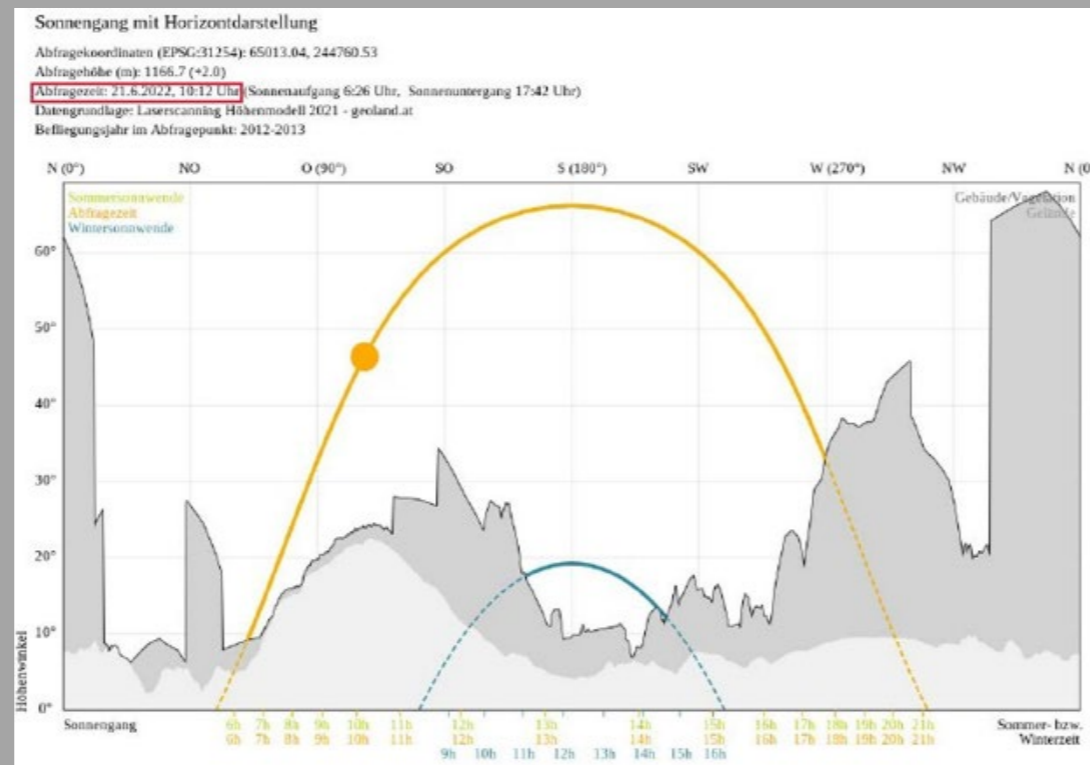 Sonnengang mit Horizontdarstellung
Abfragekoordinaten (EPSG:31254): 65013.04, 244760.53
Abfragehöhe (m): 1166.7 (+2.0)
Abfragezeit: 21.6.2022, 10:12 Uhr (Sonnenaufgang 6:26 Uhr, Sonnenuntergang 17:42 Uhr)
Datengrundlage: Laserscanning Höhenmodell 2021 - geoland.at
Befliegungsjahr im Abfragepunkt: 2012-2013
N (0°) NO O (90°) SO S (180°) SW W (270°) NW N (0
Sommersonnwende Gebäude/Vegetation
Abfragezeit Gelände
Wintersonnwende
60°
50°
40°
30°
20°
10°
0°
Höhenwinkel
Sonnengang 6h 7h 8h 9h 10h 11h 12h 13h 14h 15h 16h 17h 18h 19h 20h 21h Sommer- bzw.
6h 7h 8h 9h 10h 11h 12h 13h 14h 15h 16h 17h 18h 19h 20h 21h Winterzeit
9h 10h 11h 12h 13h 14h 15h 16h